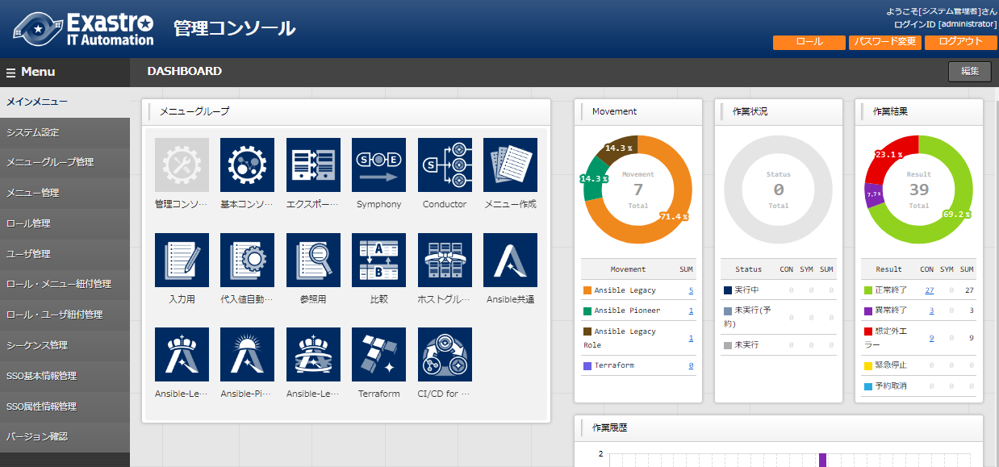 Exastro
IT Automation
管理コンソール
ようこそ[システム管理者]さん
ログインID [administrator]
ロール
パスワード変更
ログアウト
Menu
DASHBOARD
編集
メインメニュー
システム設定
メニューグループ管理
メニュー管理
ロール管理
ユーザ管理
ロール・メニュー紐付管理
ロール・ユーザ紐付管理
シーケンス管理
SSO基本情報管理
SSO属性情報管理
バージョン確認
メニューグループ
管理コンソ…
基本コンソ…
エクスポー…
S O E
Symphony
S
Conductor
メニュー作成
入力用
代入値自動…
参照用
A
B
比較
ホストグル…
Ansible共通
Ansible-Le…
Ansible-Pi…
Ansible-Le…
Terraform
CI/CD for …
Movement
14.3%
14.3%
71.4%
Movement
7
Total
Movement SUM
Ansible Legacy 5
Ansible Pioneer 1
Ansible Legacy
Role 1
Terraform 0
作業状況
Status
0
Total
Status CON SYM SUM
実行中 0 0 0
未実行(予
約) 0 0 0
未実行 0 0 0
作業結果
23.1%
7.7%
69.2%
Result
39
Total
Result CON SYM SUM
正常終了 27 0 27
異常終了 3 0 3
想定外エ
ラー 9 0 9
緊急停止 0 0 0
予約取消 0 0 0
作業履歴
2